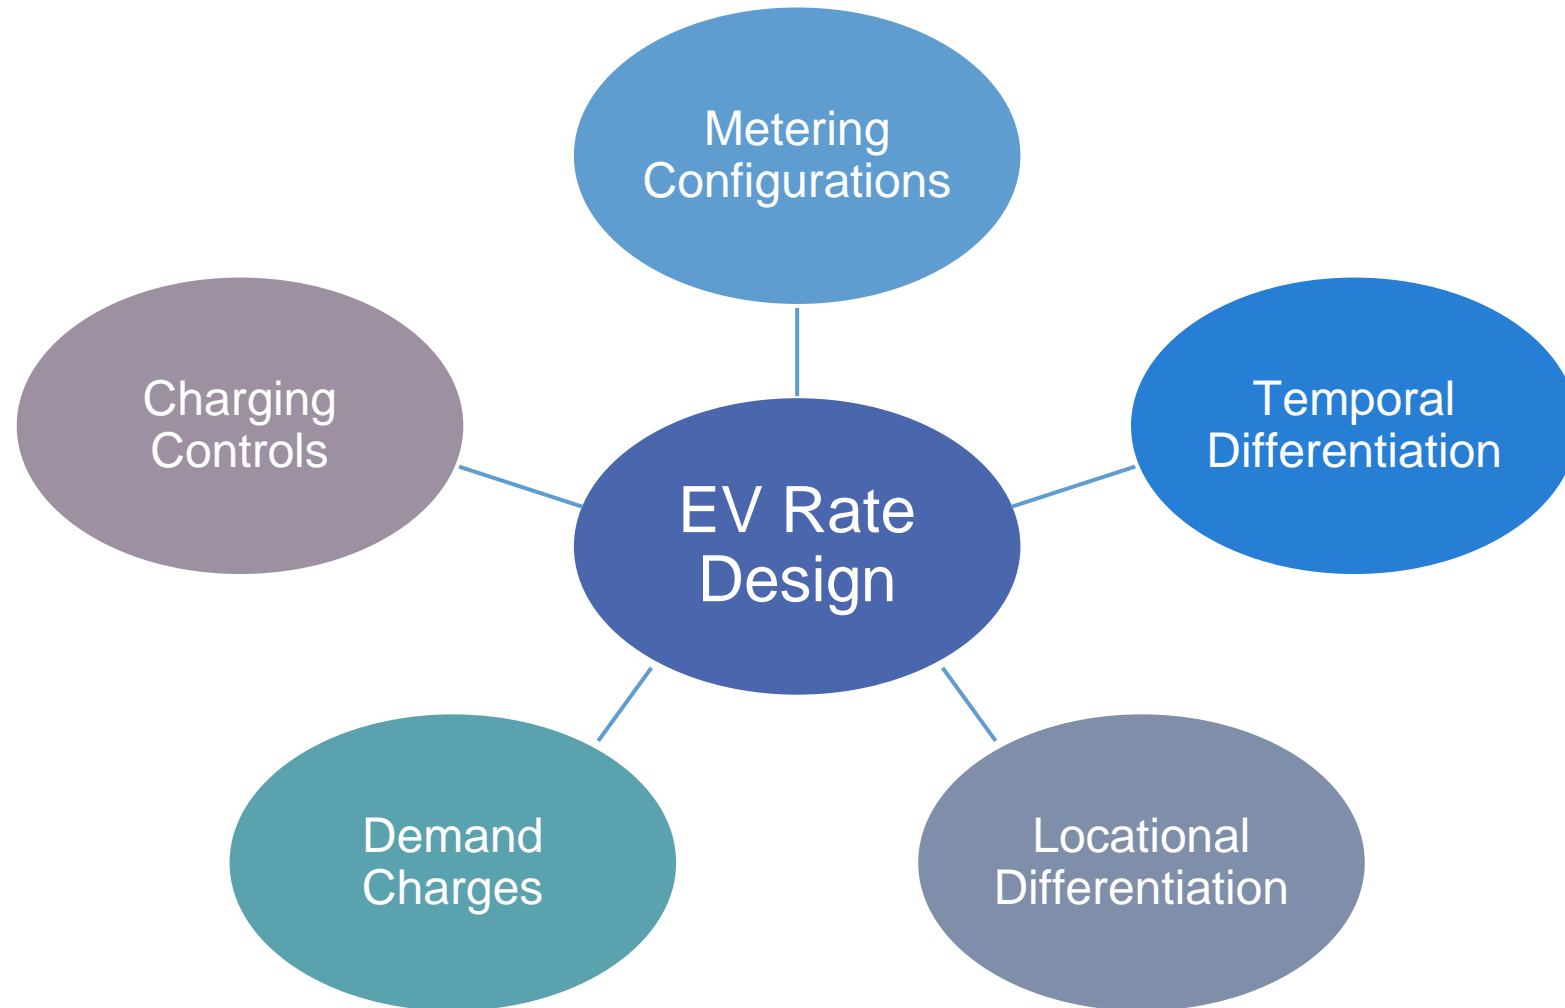 Metering
Configurations
Charging
Controls
Temporal
Differentiation
EV Rate
Design
Demand
Charges
Locational
Differentiation